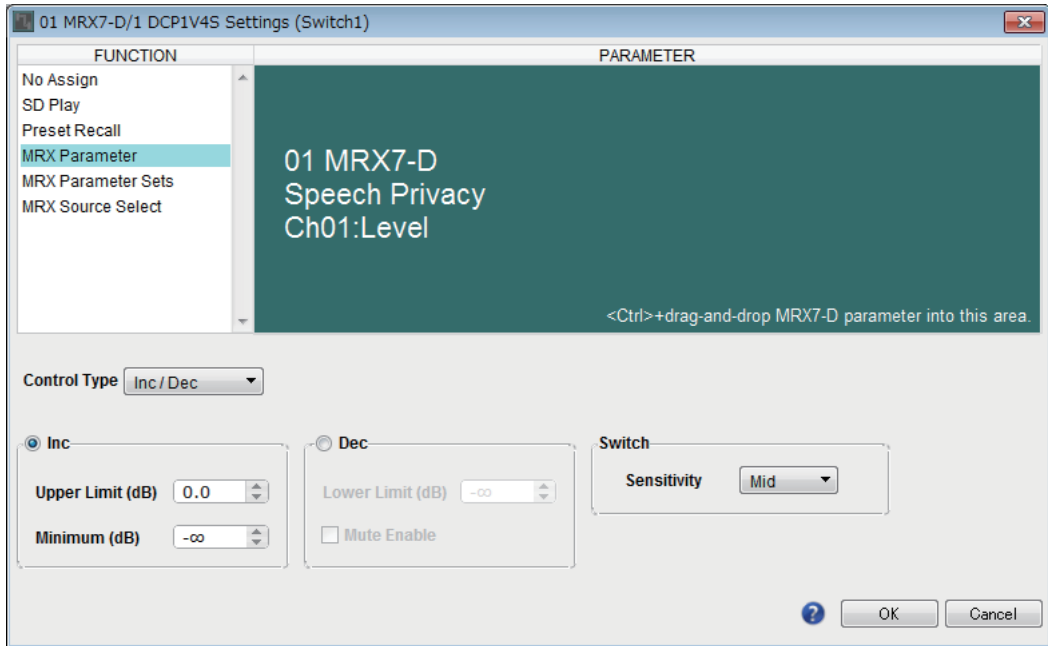 01 MRX7-D/1 DCP1V4S Settings (Switch1)
FUNCTION
PARAMETER
No Assign
SD Play
Preset Recall
MRX Parameter
MRX Parameter Sets
MRX Source Select
01 MRX7-D
Speech Privacy
Ch01:Level
<Ctrl>+drag-and-drop MRX7-D parameter into this area.
Control Type Inc / Dec
Inc
Upper Limit (dB) 0.0
Minimum (dB) -∞
Dec
Lower Limit (dB) -∞
Mute Enable
Switch
Sensitivity Mid
? OK Cancel